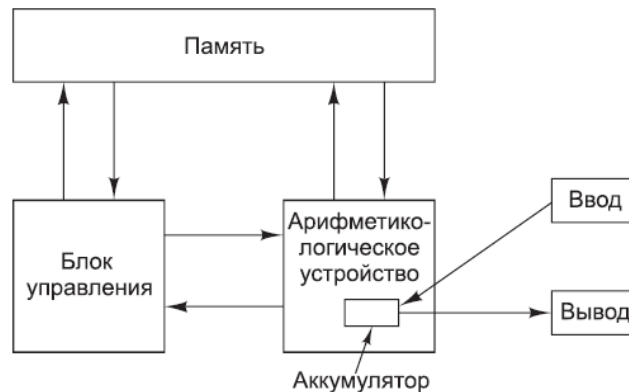 Память
Блок
управления
Арифметико-
логическое
устройство
Ввод
Вывод
Аккумулятор